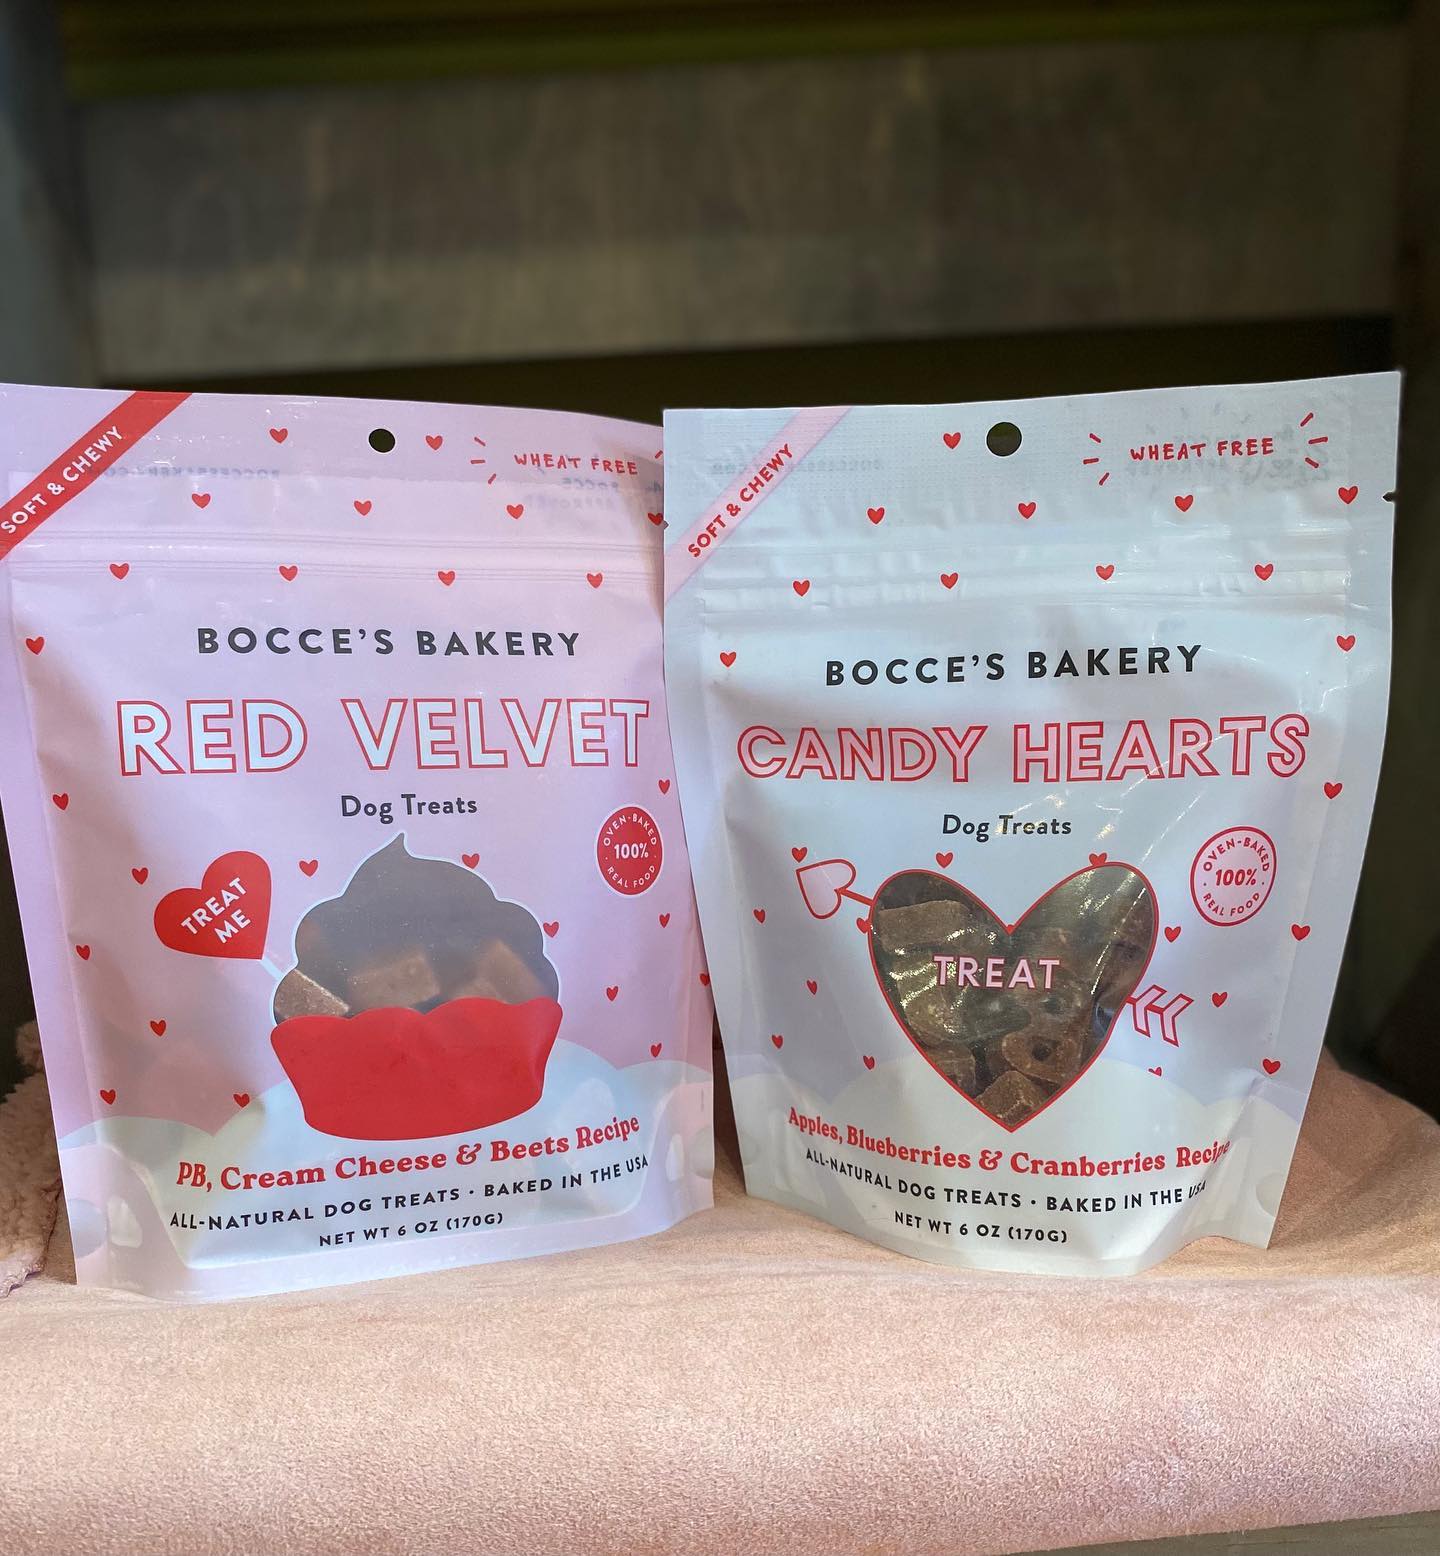 SOFT & CHEWY
WHEAT FREE
BOCCE'S BAKERY
RED VELVET
Dog Treats
OVEN-BAKED
100%
REAL FOOD
TREAT
ME
PB, Cream Cheese & Beets Recipe
ALL-NATURAL DOG TREATS • BAKED IN THE USA
NET WT 6 OZ (170G)
SOFT & CHEWY
WHEAT FREE
BOCCE'S BAKERY
CANDY HEARTS
Dog Treats
OVEN-BAKED
100%
REAL FOOD
TREAT
Apples, Blueberries & Cranberries Recipe
ALL-NATURAL DOG TREATS • BAKED IN THE USA
NET WT 6 OZ (170G)